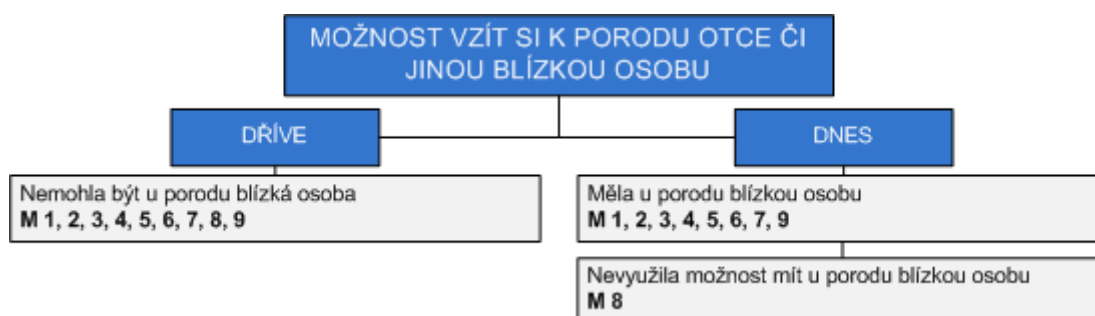 MOŽNOST VZÍT SI K PORODU OTCE ČI
JINOU BLÍZKOU OSOBU
DŘÍVE
DNES
Nemohla být u porodu blízká osoba
M 1, 2, 3, 4, 5, 6, 7, 8, 9
Měla u porodu blízkou osobu
M 1, 2, 3, 4, 5, 6, 7, 9
Nevyužila možnost mít u porodu blízkou osobu
M 8